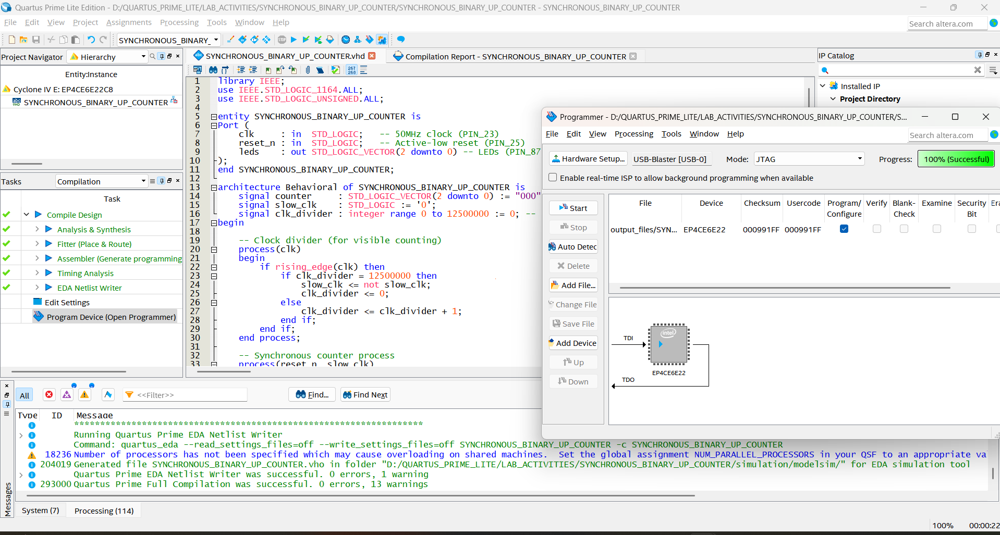 Quartus Prime Lite Edition - D:/QUARTUS_PRIME_LITE/LAB_ACTIVITIES/SYNCHRONOUS_BINARY_UP_COUNTER/SYNCHRONOUS_BINARY_UP_COUNTER - SYNCHRONOUS_BINARY_UP_COUNTER
File Edit View Project Assignments Processing Tools Window Help
Search altera.com
SYNCHRONOUS_BINARY_
Project Navigator Hierarchy
Entity:Instance
Cyclone IV E: EP4CE6E22C8
SYNCHRONOUS_BINARY_UP_COUNTER
Tasks Compilation
Task
Compile Design
Analysis & Synthesis
Fitter (Place & Route)
Assembler (Generate programming
Timing Analysis
EDA Netlist Writer
Edit Settings
Program Device (Open Programmer)
SYNCHRONOUS_BINARY_UP_COUNTER.vhd
Compilation Report - SYNCHRONOUS_BINARY_UP_COUNTER
267
268
1 library IEEE;
2 use IEEE.STD_LOGIC_1164.ALL;
3 use IEEE.STD_LOGIC_UNSIGNED.ALL;
4
5 entity SYNCHRONOUS_BINARY_UP_COUNTER is
6 Port (
7 clk : in STD_LOGIC; -- 50MHz clock (PIN_23)
8 reset_n : in STD_LOGIC; -- Active-low reset (PIN_25)
9 leds : out STD_LOGIC_VECTOR(2 downto 0) -- LEDs (PIN_87
10 );
11 end SYNCHRONOUS_BINARY_UP_COUNTER;
12
13 architecture Behavioral of SYNCHRONOUS_BINARY_UP_COUNTER is
14 signal counter : STD_LOGIC_VECTOR(2 downto 0) := "000"
15 signal slow_clk : STD_LOGIC := '0';
16 signal clk_divider : integer range 0 to 12500000 := 0; --
17 begin
18
19 -- Clock divider (for visible counting)
20 process(clk)
21 begin
22 if rising_edge(clk) then
23 if clk_divider = 12500000 then
24 slow_clk <= not slow_clk;
25 clk_divider <= 0;
26 else
27 clk_divider <= clk_divider + 1;
28 end if;
29 end if;
30 end process;
31
32 -- Synchronous counter process
33 process(reset_n, slow_clk)
IP Catalog
Installed IP
Project Directory
Programmer - D:/QUARTUS_PRIME_LITE/LAB_ACTIVITIES/SYNCHRONOUS_BINARY_UP_COUNTER/S...
File Edit View Processing Tools Window Help
Search altera.com
Hardware Setup... USB-Blaster [USB-0] Mode: JTAG Progress: 100% (Successful)
Enable real-time ISP to allow background programming when available
Start
Stop
Auto Detec
Delete
Add File...
Change File
Save File
Add Device
Up
Down
File Device Checksum Usercode Program/ Configure Verify Blank- Check Examine Security Bit Era
output_files/SYN... EP4CE6E22 000991FF 000991FF
TDI
intel
EP4CE6E22
TDO
All <<Filter>> Find... Find Next
Type ID Message
*******************************************************************
Running Quartus Prime EDA Netlist Writer
Command: quartus_eda --read_settings_files=off --write_settings_files=off SYNCHRONOUS_BINARY_UP_COUNTER -c SYNCHRONOUS_BINARY_UP_COUNTER
18236 Number of processors has not been specified which may cause overloading on shared machines. Set the global assignment NUM_PARALLEL_PROCESSORS in your QSF to an appropriate va
204019 Generated file SYNCHRONOUS_BINARY_UP_COUNTER.vho in folder "D:/QUARTUS_PRIME_LITE/LAB_ACTIVITIES/SYNCHRONOUS_BINARY_UP_COUNTER/simulation/modelsim/" for EDA simulation tool
Quartus Prime EDA Netlist Writer was successful. 0 errors, 1 warning
293000 Quartus Prime Full Compilation was successful. 0 errors, 13 warnings
Messages
System (7) Processing (114)
100% 00:00:22